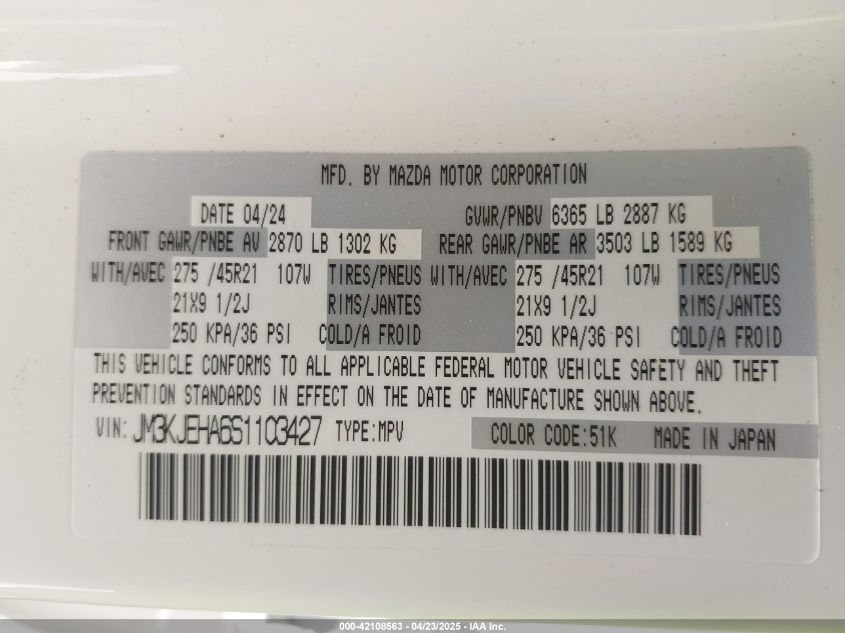 MFD. BY MAZDA MOTOR CORPORATION
DATE 04/24 GVWR/PNBV 6365 LB 2887 KG
FRONT GAWR/PNBE AV 2870 LB 1302 KG REAR GAWR/PNBE AR 3503 LB 1589 KG
WITH/AVEC 275 /45R21 107W TIRES/PNEUS WITH/AVEC 275 /45R21 107W TIRES/PNEUS
21X9 1/2J RIMS/JANTES 21X9 1/2J RIMS/JANTES
250 KPA/36 PSI COLD/A FROID 250 KPA/36 PSI COLD/A FROID
THIS VEHICLE CONFORMS TO ALL APPLICABLE FEDERAL MOTOR VEHICLE SAFETY AND THEFT
PREVENTION STANDARDS IN EFFECT ON THE DATE OF MANUFACTURE SHOWN ABOVE.
VIN: JM3KJEHA6S1103427 TYPE:MPV COLOR CODE:51K MADE IN JAPAN
000-42108563 - 04/23/2025 - IAA Inc.